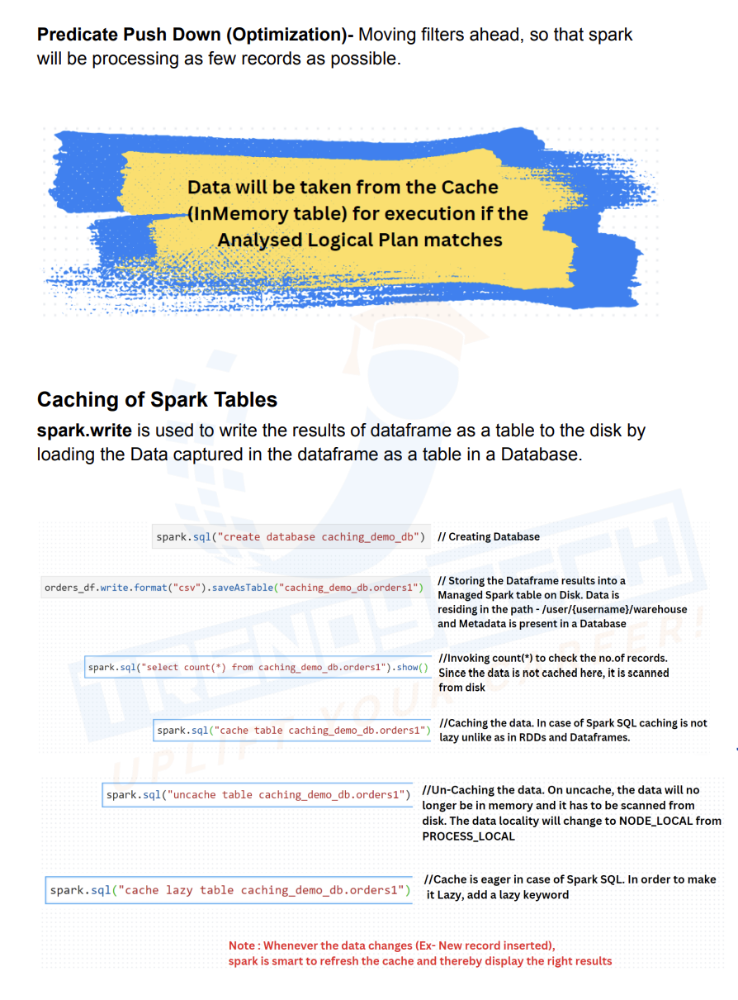 Predicate Push Down (Optimization)- Moving filters ahead, so that spark
will be processing as few records as possible.
Data will be taken from the Cache
(InMemory table) for execution if the
Analysed Logical Plan matches
Caching of Spark Tables
spark.write is used to write the results of dataframe as a table to the disk by
loading the Data captured in the dataframe as a table in a Database.
spark.sql("create database caching_demo_db")
// Creating Database
orders_df.write.format("csv").saveAsTable("caching_demo_db.orders1")
// Storing the Dataframe results into a
Managed Spark table on Disk. Data is
residing in the path - /user/{username}/warehouse
and Metadata is present in a Database
spark.sql("select count(*) from caching_demo_db.orders1").show()
//Invoking count(*) to check the no.of records.
Since the data is not cached here, it is scanned
from disk
spark.sql("cache table caching_demo_db.orders1")
//Caching the data. In case of Spark SQL caching is not
lazy unlike as in RDDs and Dataframes.
spark.sql("uncache table caching_demo_db.orders1")
//Un-Caching the data. On uncache, the data will no
longer be in memory and it has to be scanned from
disk. The data locality will change to NODE_LOCAL from
PROCESS_LOCAL
spark.sql("cache lazy table caching_demo_db.orders1")
//Cache is eager in case of Spark SQL. In order to make
it Lazy, add a lazy keyword
Note : Whenever the data changes (Ex- New record inserted),
spark is smart to refresh the cache and thereby display the right results
TRENDYTECH
UPLIFT YOUR CAREER!